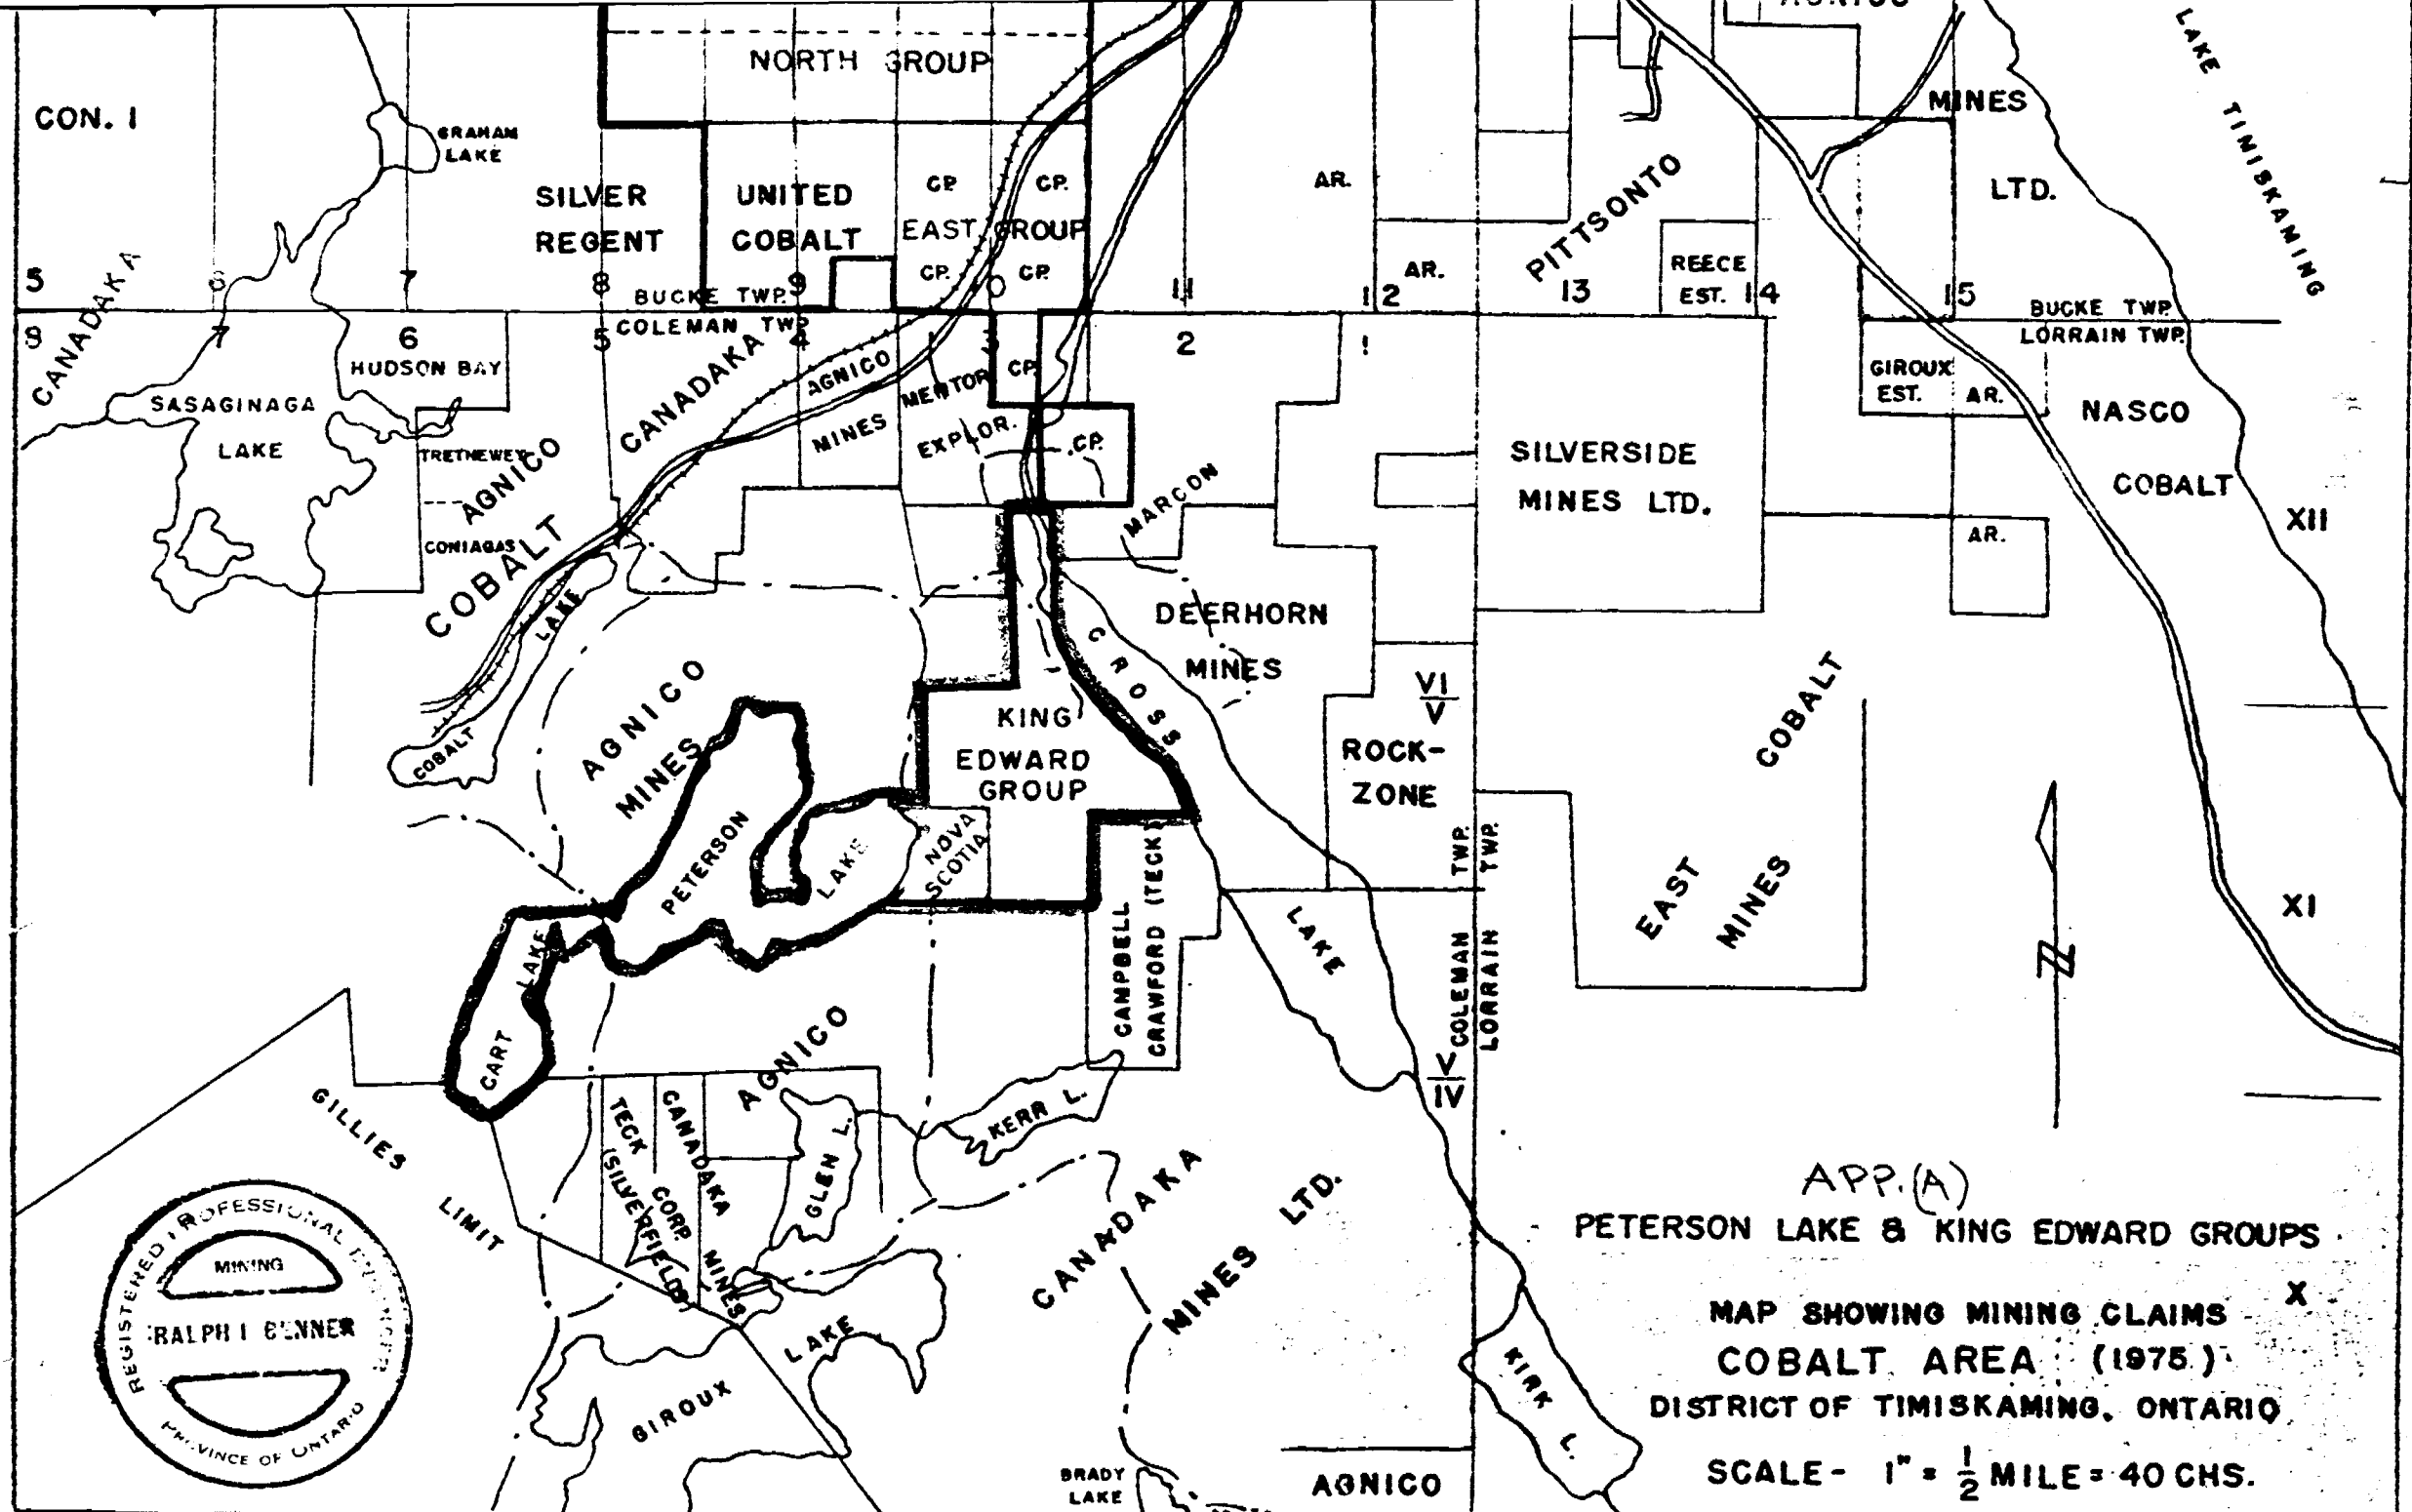 AGNICO
NORTH GROUP
LAKE TIMISKAMING
CON. I
GRAHAM
LAKE
MINES
LTD.
SILVER
REGENT
UNITED
COBALT
CP.
CP.
EAST GROUP
CP.
CP.
AR.
AR.
PITTSONTO
REECE
EST.
5
6
7
8
9
11
12
13
14
15
BUCKE TWP.
COLEMAN TWP
BUCKE TWP.
LORRAIN TWP.
CANADAKA
7
6
5
4
3
2
1
HUDSON BAY
CANADAKA
AGNICO
MINES
MENTOR
EXPLOR.
CP.
CP.
GIROUX
EST.
AR.
NASCO
COBALT
SASAGINAGA
LAKE
TRETHEWEY
AGNICO
CONIAGAS
COBALT
SILVERSIDE
MINES LTD.
MARCON
XII
AR.
DEERHORN
MINES
COBALT
LAKE
AGNICO
MINES
KING
EDWARD
GROUP
CROSS
LAKE
VI
V
ROCK-
ZONE
EAST
COBALT
MINES
PETERSON
LAKE
NOVA
SCOTIA
CAMPBELL
CRAWFORD (TECK)
COLEMAN TWP.
LORRAIN TWP.
XI
CART
LAKE
AGNICO
V
IV
GILLIES
LIMIT
TECK
CORP.
(SILVERFIELDS)
CANADAKA
MINES
GLEN L.
KERR L.
CANADAKA
MINES LTD.
GIROUX
LAKE
BRADY
LAKE
AGNICO
KIRK L.
REGISTERED PROFESSIONAL ENGINEER
MINING
RALPH I BENNER
PROVINCE OF ONTARIO
APP. (A)
PETERSON LAKE & KING EDWARD GROUPS
X
MAP SHOWING MINING CLAIMS
COBALT AREA (1975)
DISTRICT OF TIMISKAMING, ONTARIO
SCALE - 1" = 1/2 MILE = 40 CHS.